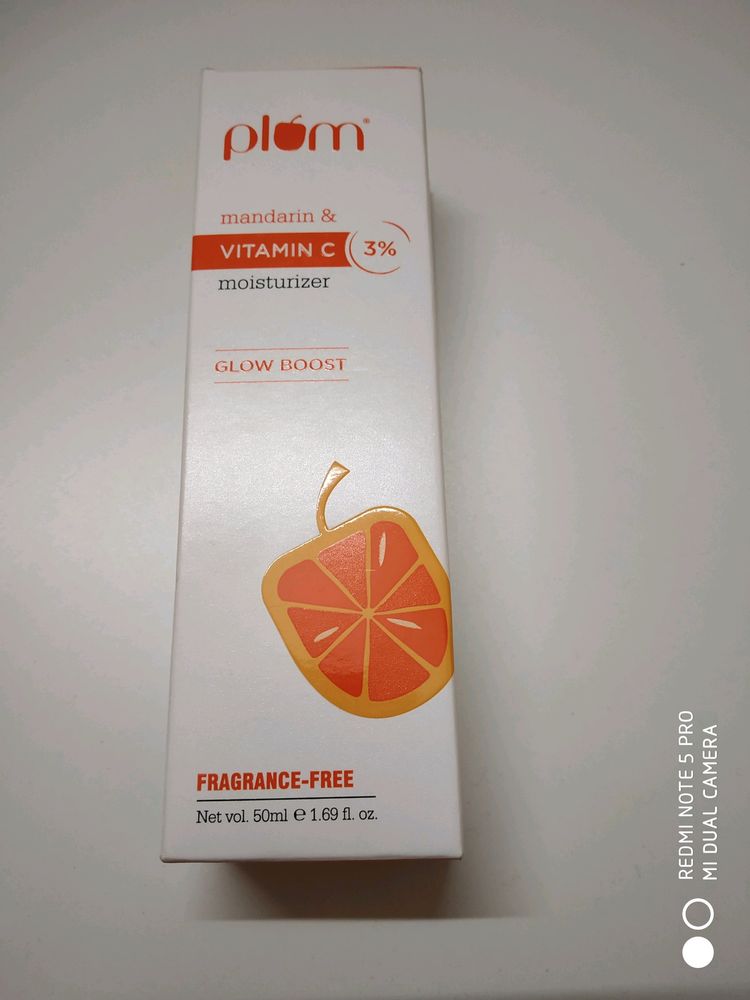 plum®
mandarin &
VITAMIN C 3%
moisturizer
GLOW BOOST
FRAGRANCE-FREE
Net vol. 50ml ℮ 1.69 fl. oz.
REDMI NOTE 5 PRO
MI DUAL CAMERA